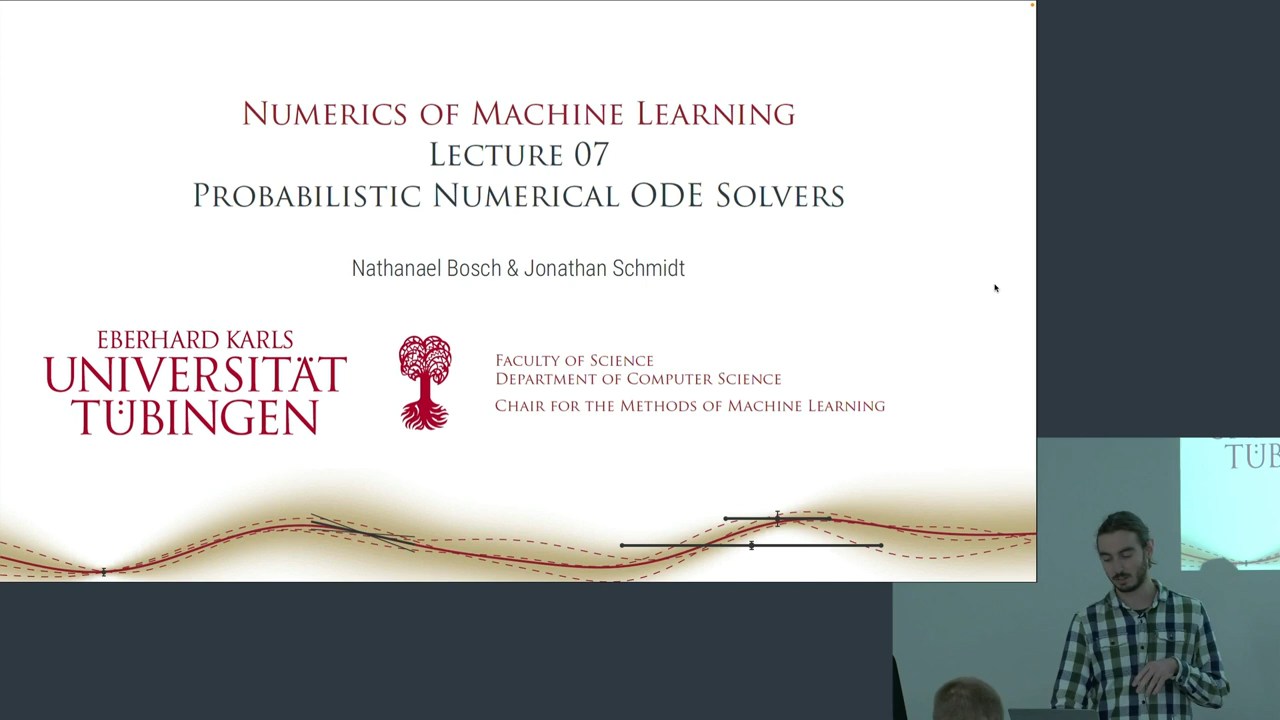 NUMERICS OF MACHINE LEARNING
LECTURE 07
PROBABILISTIC NUMERICAL ODE SOLVERS
Nathanael Bosch & Jonathan Schmidt
EBERHARD KARLS
UNIVERSITÄT
TÜBINGEN
FACULTY OF SCIENCE
DEPARTMENT OF COMPUTER SCIENCE
CHAIR FOR THE METHODS OF MACHINE LEARNING
TÜB